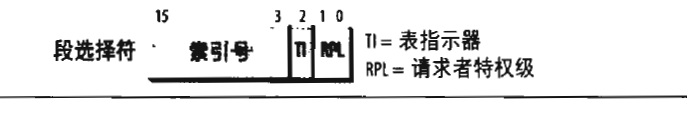 15 3 2 1 0
段选择符 索引号 TI RPL
TI = 表指示器
RPL = 请求者特权级